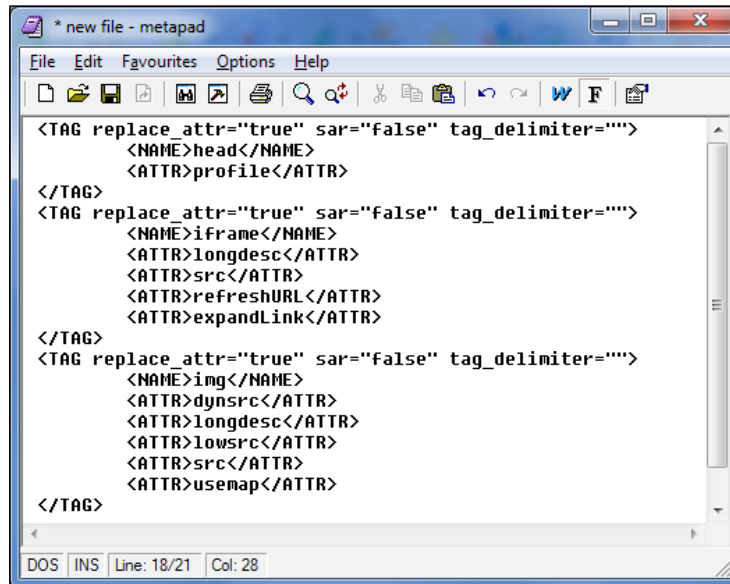 * new file - metapad
File Edit Favourites Options Help
W F
<TAG replace_attr="true" sar="false" tag_delimiter="">
<NAME>head</NAME>
<ATTR>profile</ATTR>
</TAG>
<TAG replace_attr="true" sar="false" tag_delimiter="">
<NAME>iframe</NAME>
<ATTR>longdesc</ATTR>
<ATTR>src</ATTR>
<ATTR>refreshURL</ATTR>
<ATTR>expandLink</ATTR>
</TAG>
<TAG replace_attr="true" sar="false" tag_delimiter="">
<NAME>img</NAME>
<ATTR>dynsrc</ATTR>
<ATTR>longdesc</ATTR>
<ATTR>lowsrc</ATTR>
<ATTR>src</ATTR>
<ATTR>usemap</ATTR>
</TAG>
DOS INS Line: 18/21 Col: 28